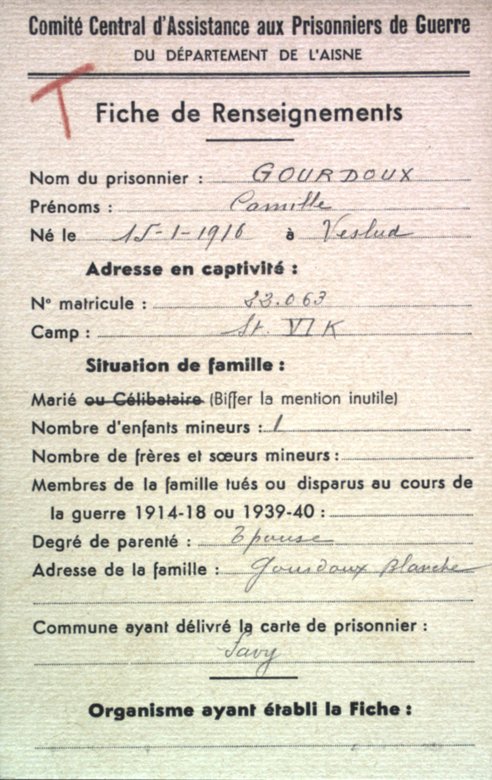 Comité Central d'Assistance aux Prisonniers de Guerre
DU DÉPARTEMENT DE L'AISNE
T
Fiche de Renseignements
Nom du prisonnier : GOURDOUX
Prénoms : Camille
Né le 15-1-1916 à Veslud
Adresse en captivité :
N° matricule : 23.063
Camp : St. VI K
Situation de famille :
Marié ou Célibataire (Biffer la mention inutile)
Nombre d'enfants mineurs : 1
Nombre de frères et sœurs mineurs :
Membres de la famille tués ou disparus au cours de
la guerre 1914-18 ou 1939-40 :
Degré de parenté : Epouse
Adresse de la famille : Gourdoux Blanche
Commune ayant délivré la carte de prisonnier :
Savy
Organisme ayant établi la Fiche :